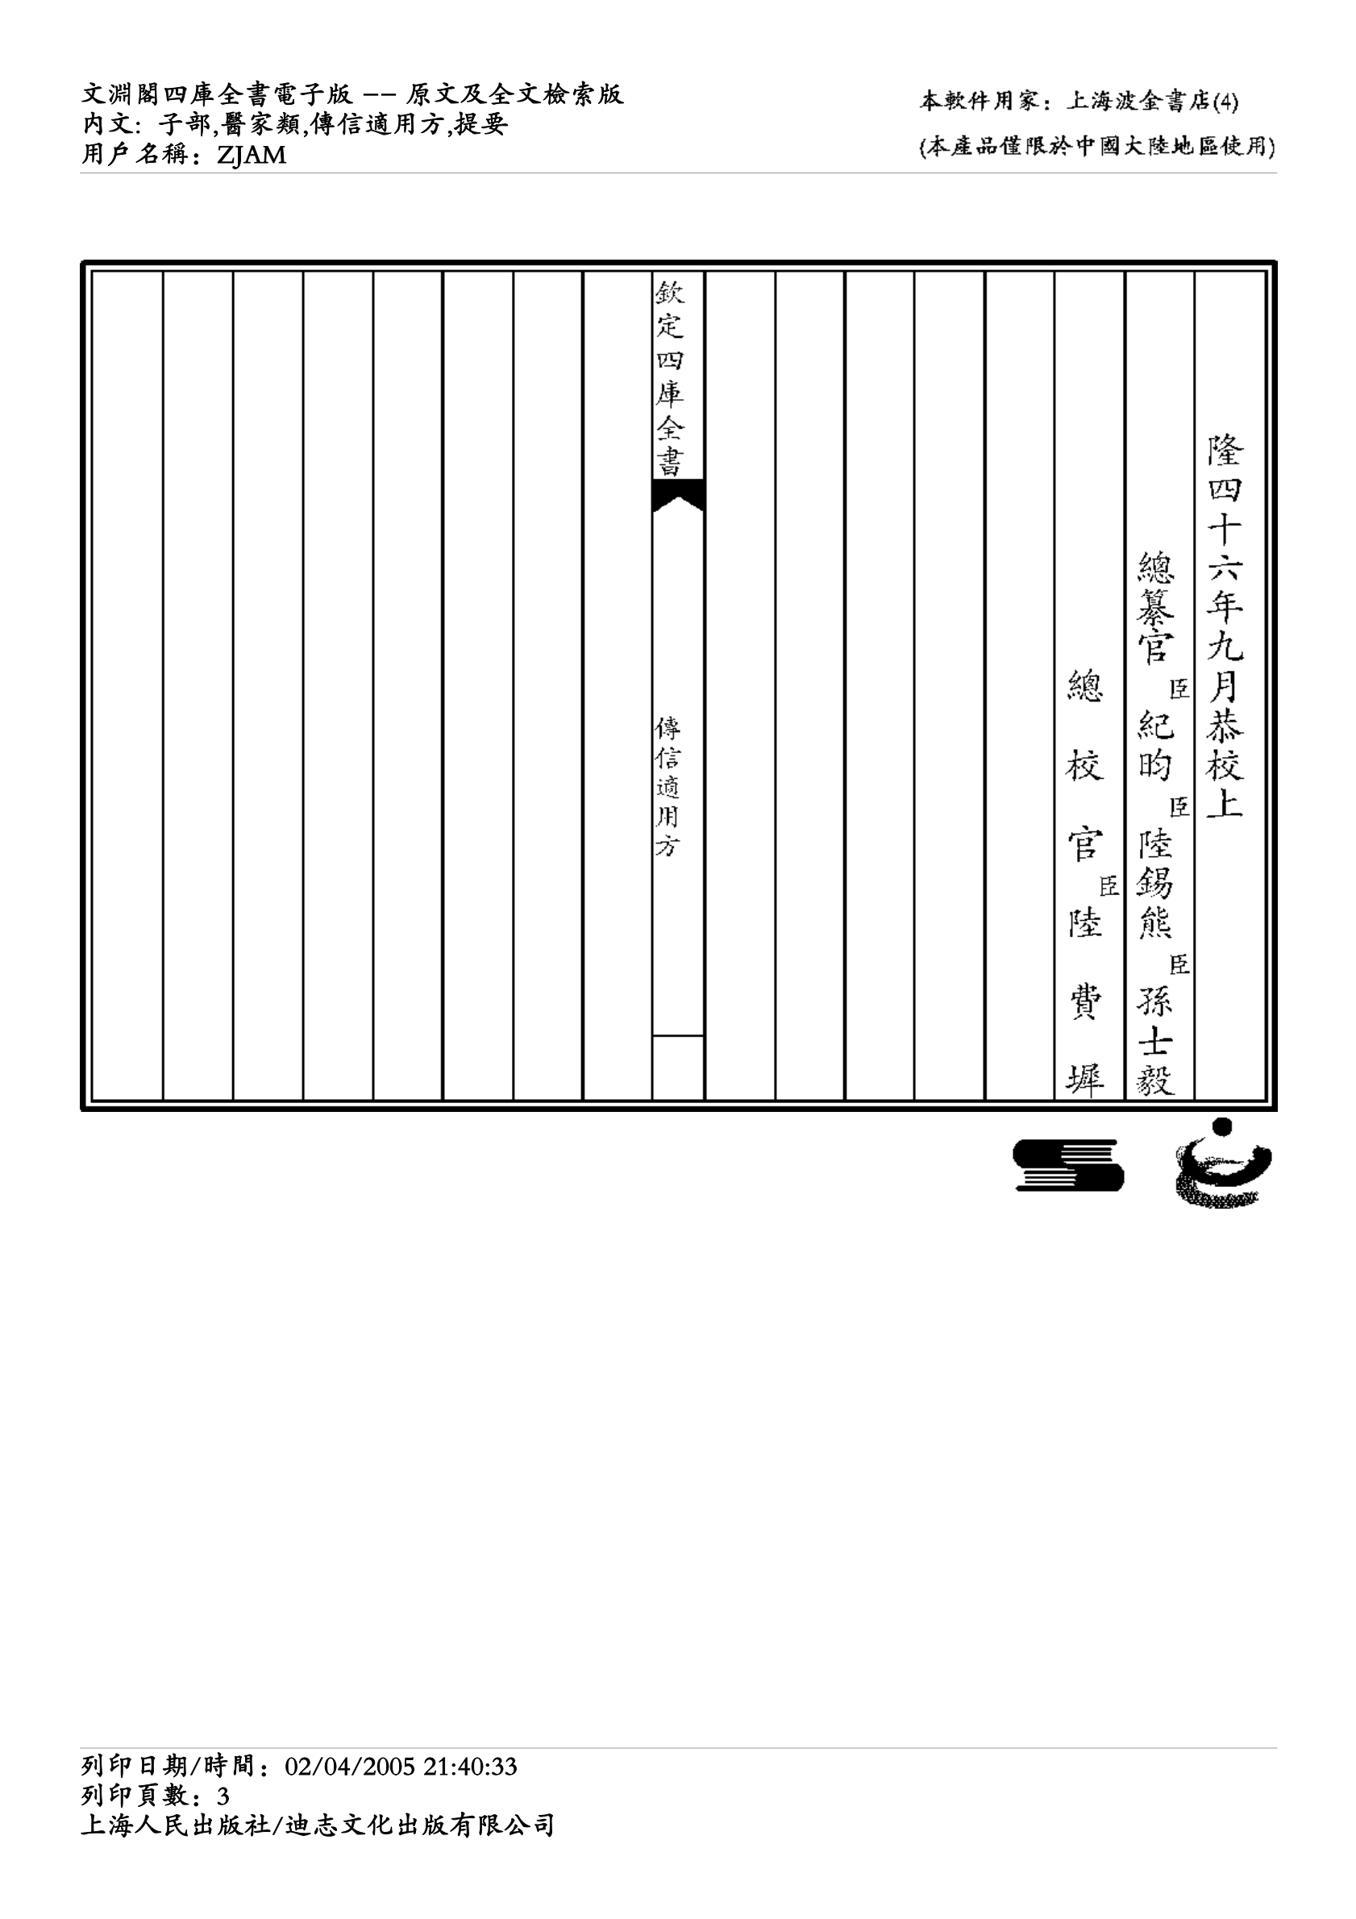 文淵閣四庫全書電子版 -- 原文及全文檢索版
內文: 子部,醫家類,傳信適用方,提要
用戶名稱: ZJAM
本軟件用家: 上海波金書店(4)
(本產品僅限於中國大陸地區使用)
隆四十六年九月恭校上
總纂官臣紀昀臣陸錫熊臣孫士毅
總校官臣陸費墀
欽定四庫全書
傳信適用方
列印日期/時間: 02/04/2005 21:40:33
列印頁數: 3
上海人民出版社/迪志文化出版有限公司